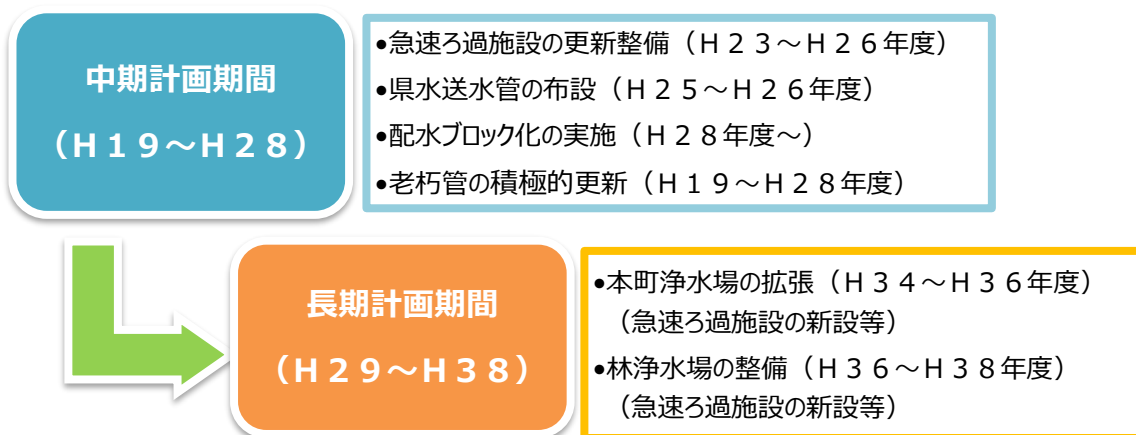 中期計画期間
（Ｈ１９～Ｈ２８）
•急速ろ過施設の更新整備（Ｈ２３～Ｈ２６年度）
•県水送水管の布設（Ｈ２５～Ｈ２６年度）
•配水ブロック化の実施（Ｈ２８年度～）
•老朽管の積極的更新（Ｈ１９～Ｈ２８年度）
長期計画期間
（Ｈ２９～Ｈ３８）
•本町浄水場の拡張（Ｈ３４～Ｈ３６年度）
（急速ろ過施設の新設等）
•林浄水場の整備（Ｈ３６～Ｈ３８年度）
（急速ろ過施設の新設等）